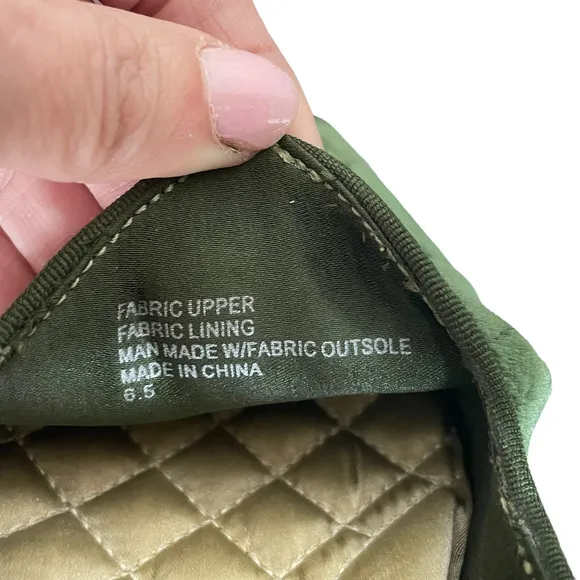 FABRIC UPPER
FABRIC LINING
MAN MADE W/FABRIC OUTSOLE
MADE IN CHINA
6.5